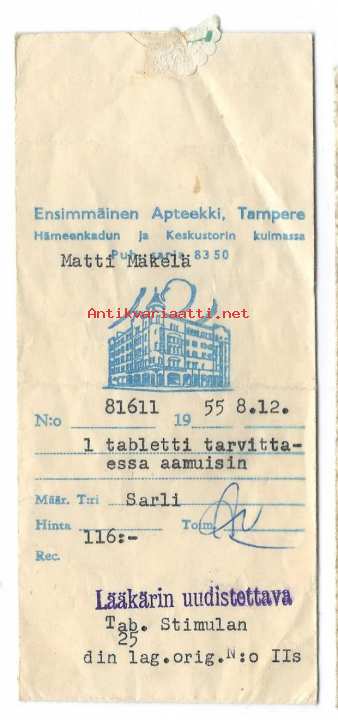 Ensimmäinen Apteekki, Tampere
Hämeenkadun ja Keskustorin kulmassa
Puh. sarja 83 50
Matti Mäkelä
Antikvariaatti.net
N:o 81611 1955 8.12.
1 tabletti tarvitta-
essa aamuisin
Määr. T:ri Sarli
Hinta 116:- Toim.
Rec.
Lääkärin uudistettava
Tab. Stimulan
25
din lag.orig.N:o IIs